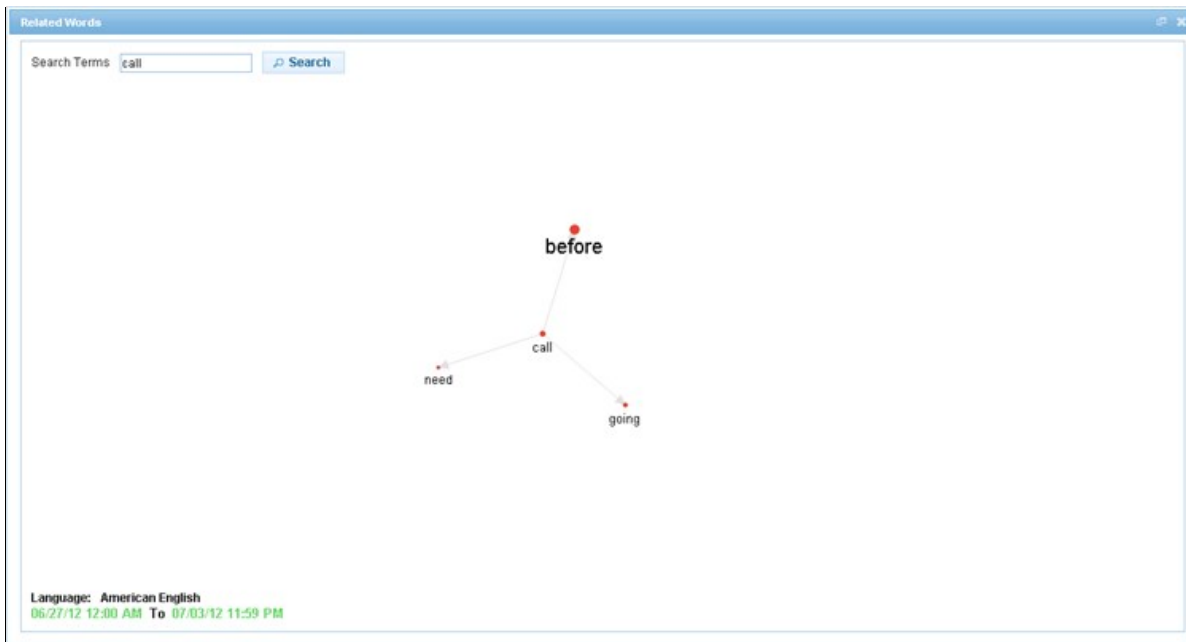 Related Words
Search Terms call Search
before
call
need
going
Language: American English
06/27/12 12:00 AM To 07/03/12 11:59 PM